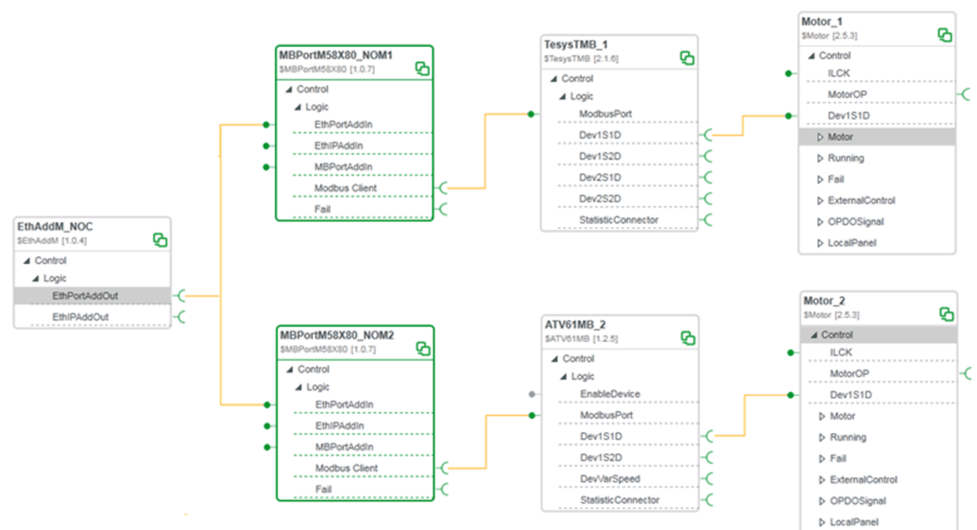 EthAddM_NOC
$EthAddM [1.0.4]
Control
Logic
EthPortAddOut
EthIPAddOut
MBPortM58X80_NOM1
$MBPortM58X80 [1.0.7]
Control
Logic
EthPortAddIn
EthIPAddIn
MBPortAddIn
Modbus Client
Fail
MBPortM58X80_NOM2
$MBPortM58X80 [1.0.7]
Control
Logic
EthPortAddIn
EthIPAddIn
MBPortAddIn
Modbus Client
Fail
TesysTMB_1
$TesysTMB [2.1.6]
Control
Logic
ModbusPort
Dev1S1D
Dev1S2D
Dev2S1D
Dev2S2D
StatisticConnector
ATV61MB_2
$ATV61MB [1.2.5]
Control
Logic
EnableDevice
ModbusPort
Dev1S1D
Dev1S2D
DevVarSpeed
StatisticConnector
Motor_1
$Motor [2.5.3]
Control
ILCK
MotorOP
Dev1S1D
Motor
Running
Fail
ExternalControl
OPDOSignal
LocalPanel
Motor_2
$Motor [2.5.3]
Control
ILCK
MotorOP
Dev1S1D
Motor
Running
Fail
ExternalControl
OPDOSignal
LocalPanel